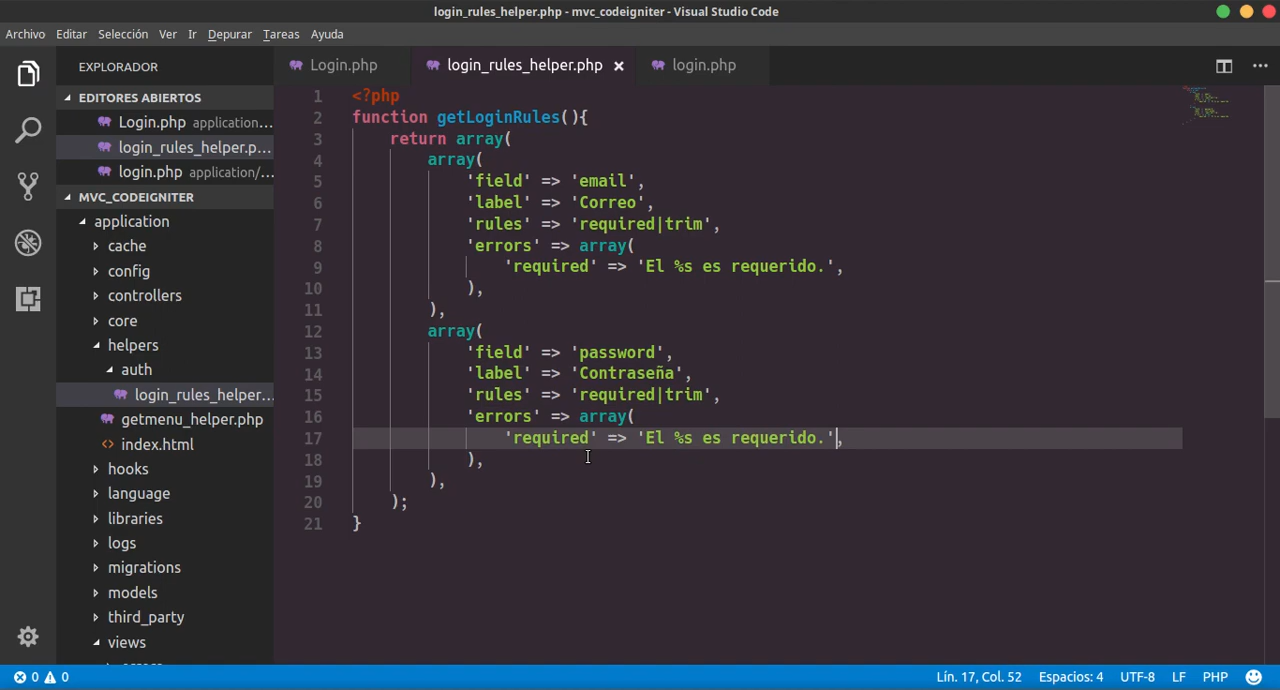 login_rules_helper.php - mvc_codeigniter - Visual Studio Code
Archivo Editar Selección Ver Ir Depurar Tareas Ayuda
EXPLORADOR
EDITORES ABIERTOS
Login.php application...
login_rules_helper.p...
login.php application/...
MVC_CODEIGNITER
application
cache
config
controllers
core
helpers
auth
login_rules_helper...
getmenu_helper.php
<> index.html
hooks
language
libraries
logs
migrations
models
third_party
views
Login.php login_rules_helper.php × login.php ...
1 <?php
2 function getLoginRules(){
3 return array(
4 array(
5 'field' => 'email',
6 'label' => 'Correo',
7 'rules' => 'required|trim',
8 'errors' => array(
9 'required' => 'El %s es requerido.',
10 ),
11 ),
12 array(
13 'field' => 'password',
14 'label' => 'Contraseña',
15 'rules' => 'required|trim',
16 'errors' => array(
17 'required' => 'El %s es requerido.',
18 ),
19 ),
20 );
21 }
0 0 Lín. 17, Col. 52 Espacios: 4 UTF-8 LF PHP